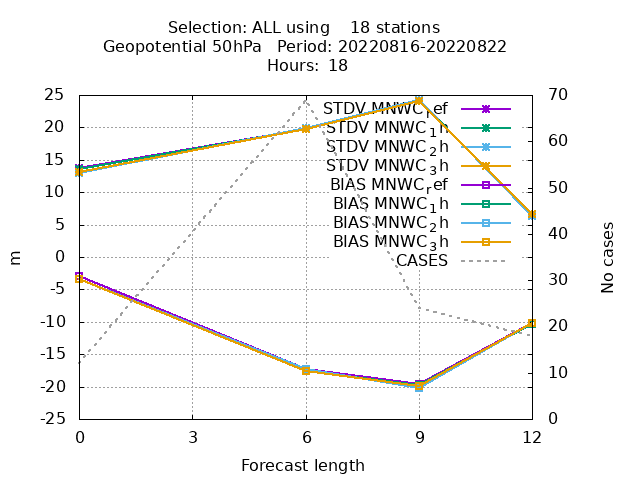 Selection: ALL using    18 stations
Geopotential 50hPa   Period: 20220816-20220822
Hours: 18
25
20
15
10
5
0
-5
-10
-15
-20
-25
m
70
60
50
40
30
20
10
0
No cases
STDV MNWC_ref
STDV MNWC_1h
STDV MNWC_2h
STDV MNWC_3h
BIAS MNWC_ref
BIAS MNWC_1h
BIAS MNWC_2h
BIAS MNWC_3h
CASES
0 3 6 9 12
Forecast length